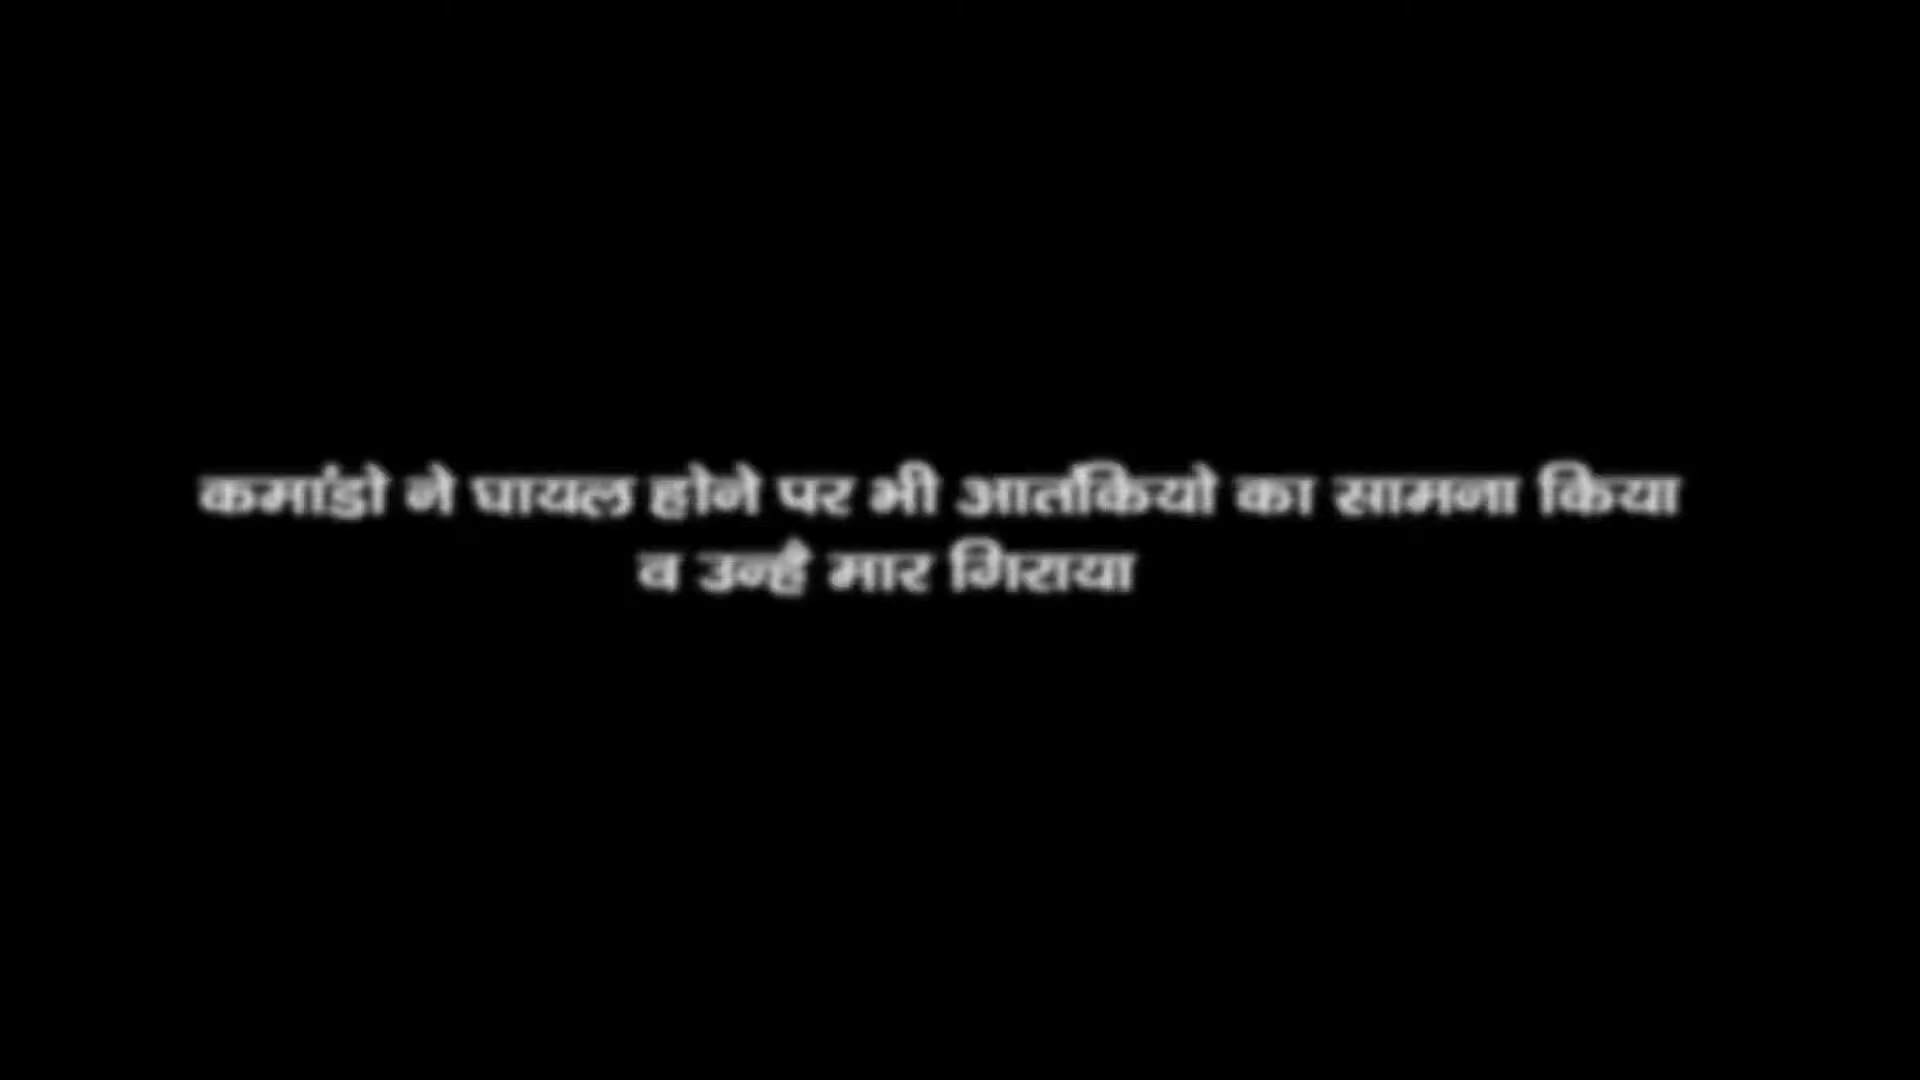 कमांडो ने घायल होने पर भी आतंकियो का सामना किया
व उन्है मार गिराया